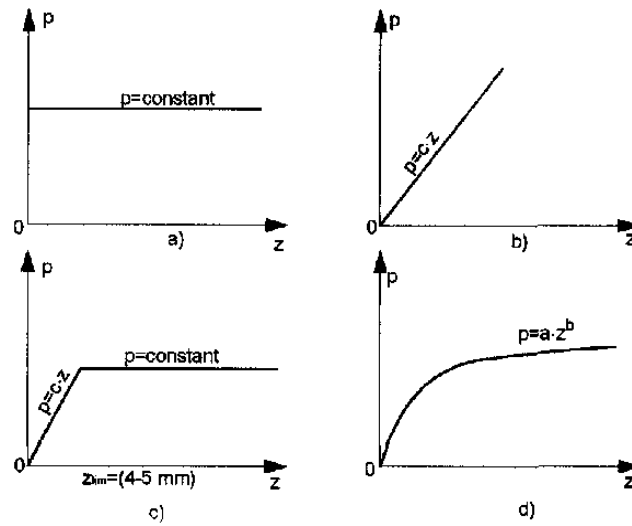 p
p=constant
0
z
a)
p
p=c·z
0
z
b)
p
p=constant
p=c·z
0
z
zlim=(4-5 mm)
c)
p
p=a·z^b
0
z
d)